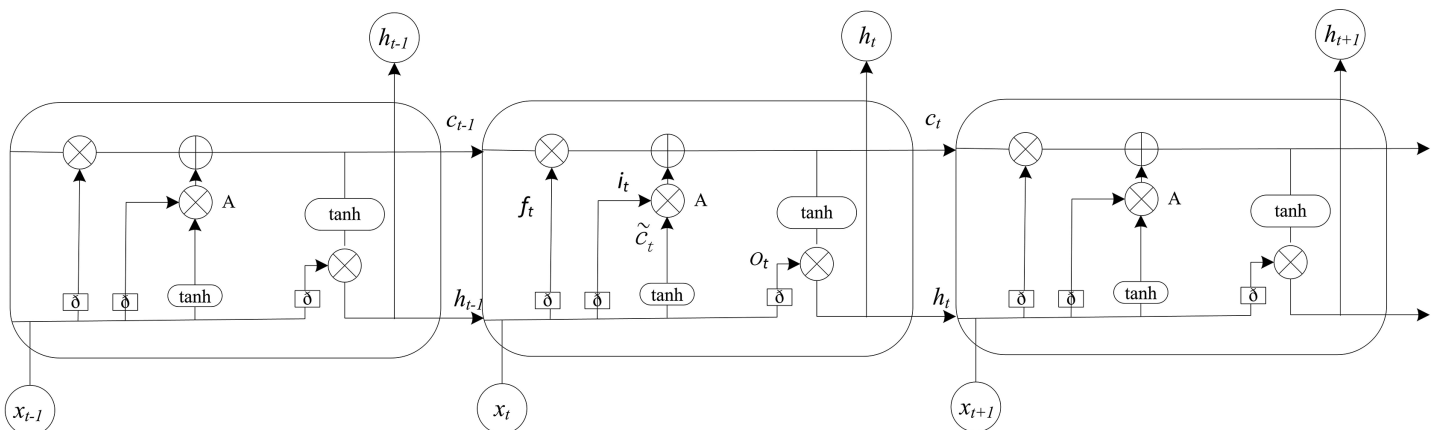 h_{t-1} h_t h_{t+1}
c_{t-1} c_t
A A A
f_t i_t
tanh tanh tanh
c̃_t
o_t
ð ð tanh ð ð ð tanh ð ð ð tanh ð
h_{t-1} h_t
x_{t-1} x_t x_{t+1}